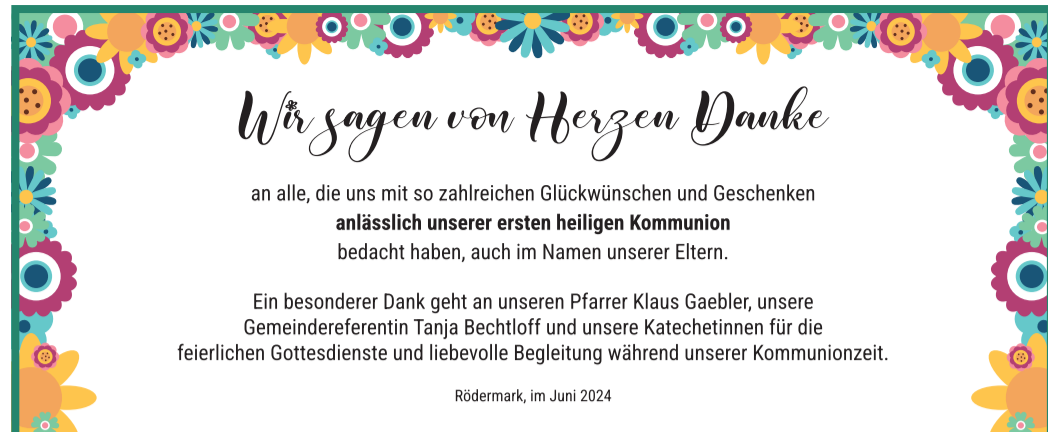 Wir sagen von Herzen Danke
an alle, die uns mit so zahlreichen Glückwünschen und Geschenken
anlässlich unserer ersten heiligen Kommunion
bedacht haben, auch im Namen unserer Eltern.
Ein besonderer Dank geht an unseren Pfarrer Klaus Gaebler, unsere
Gemeindereferentin Tanja Bechtloff und unsere Katechetinnen für die
feierlichen Gottesdienste und liebevolle Begleitung während unserer Kommunionzeit.
Rödermark, im Juni 2024